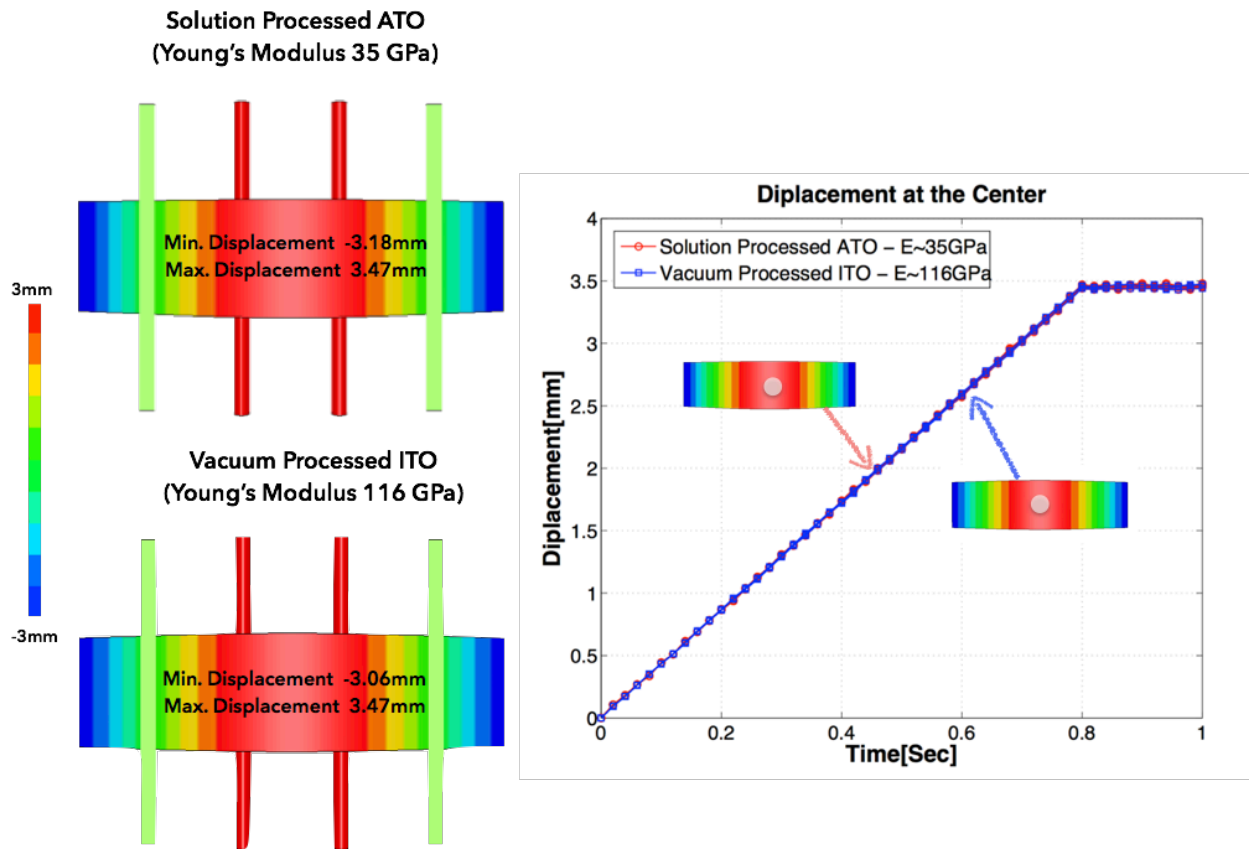 Solution Processed ATO
(Young's Modulus 35 GPa)
Min. Displacement -3.18mm
Max. Displacement 3.47mm
3mm
-3mm
Vacuum Processed ITO
(Young's Modulus 116 GPa)
Min. Displacement -3.06mm
Max. Displacement 3.47mm
Diplacement at the Center
Solution Processed ATO – E~35GPa
Vacuum Processed ITO – E~116GPa
Diplacement[mm]
4
3.5
3
2.5
2
1.5
1
0.5
0
0
0.2
0.4
0.6
0.8
1
Time[Sec]